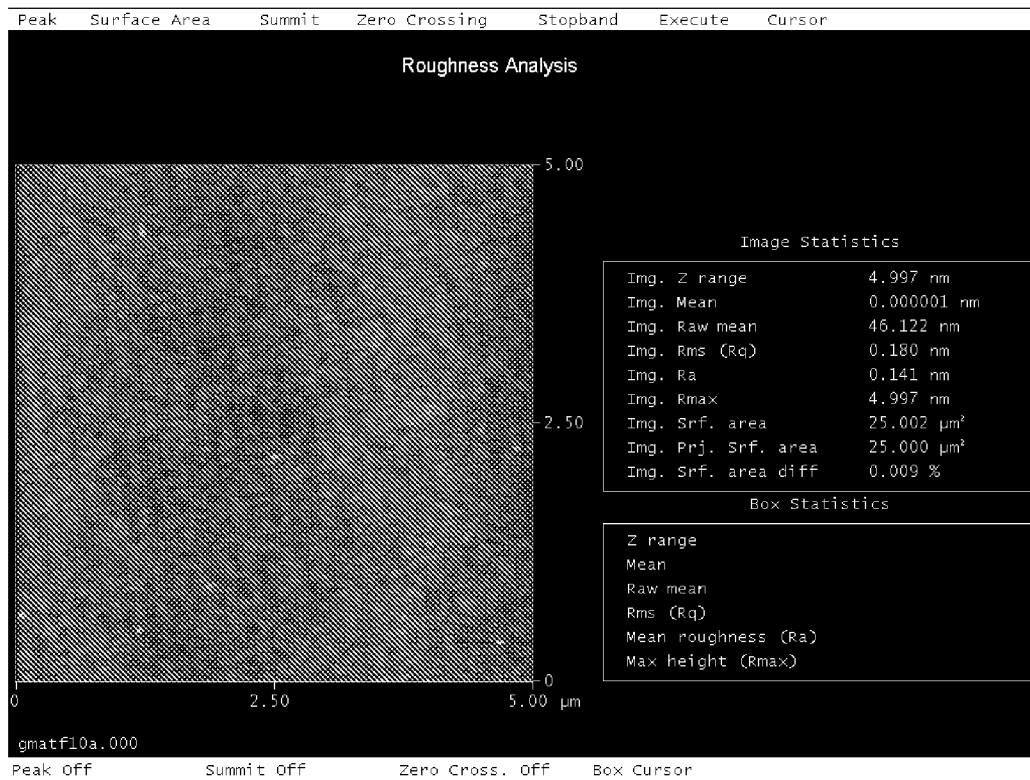 Peak Surface Area Summit Zero Crossing Stopband Execute Cursor
Roughness Analysis
5.00
2.50
0
0 2.50 5.00 µm
Image Statistics
Img. Z range 4.997 nm
Img. Mean 0.000001 nm
Img. Raw mean 46.122 nm
Img. Rms (Rq) 0.180 nm
Img. Ra 0.141 nm
Img. Rmax 4.997 nm
Img. Srf. area 25.002 µm²
Img. Prj. Srf. area 25.000 µm²
Img. Srf. area diff 0.009 %
Box Statistics
Z range
Mean
Raw mean
Rms (Rq)
Mean roughness (Ra)
Max height (Rmax)
gmatf10a.000
Peak Off Summit Off Zero Cross. Off Box Cursor